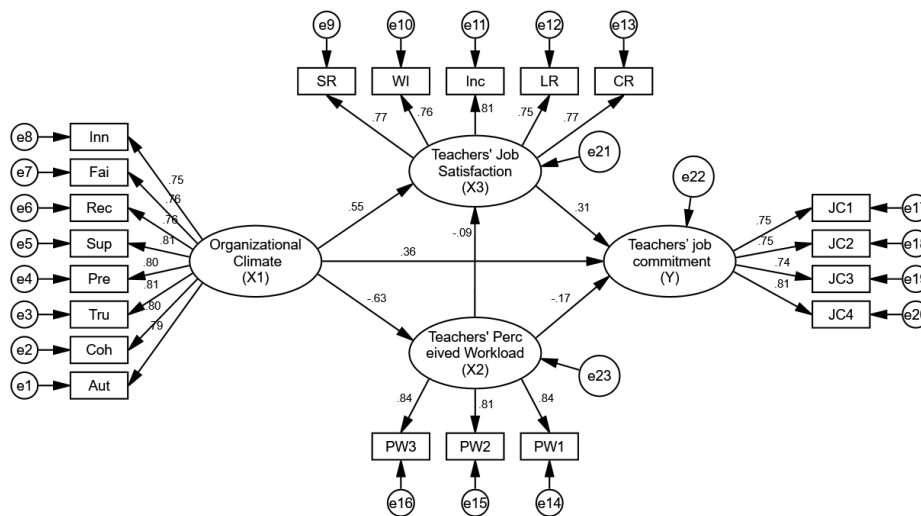 e9
e10
e11
e12
e13
SR
WI
Inc
LR
CR
.77
.76
.81
.75
.77
e8
Inn
e7
Fai
e6
Rec
e5
Sup
e4
Pre
e3
Tru
e2
Coh
e1
Aut
.75
.76
.76
.81
.80
.81
.80
.79
Organizational
Climate
(X1)
Teachers' Job
Satisfaction
(X3)
e21
e22
.55
-.09
.31
.36
-.63
-.17
Teachers' job
commitment
(Y)
.75
.75
.74
.81
JC1
JC2
JC3
JC4
e17
e18
e19
e20
Teachers' Perc
eived Workload
(X2)
e23
.84
.81
.84
PW3
PW2
PW1
e16
e15
e14